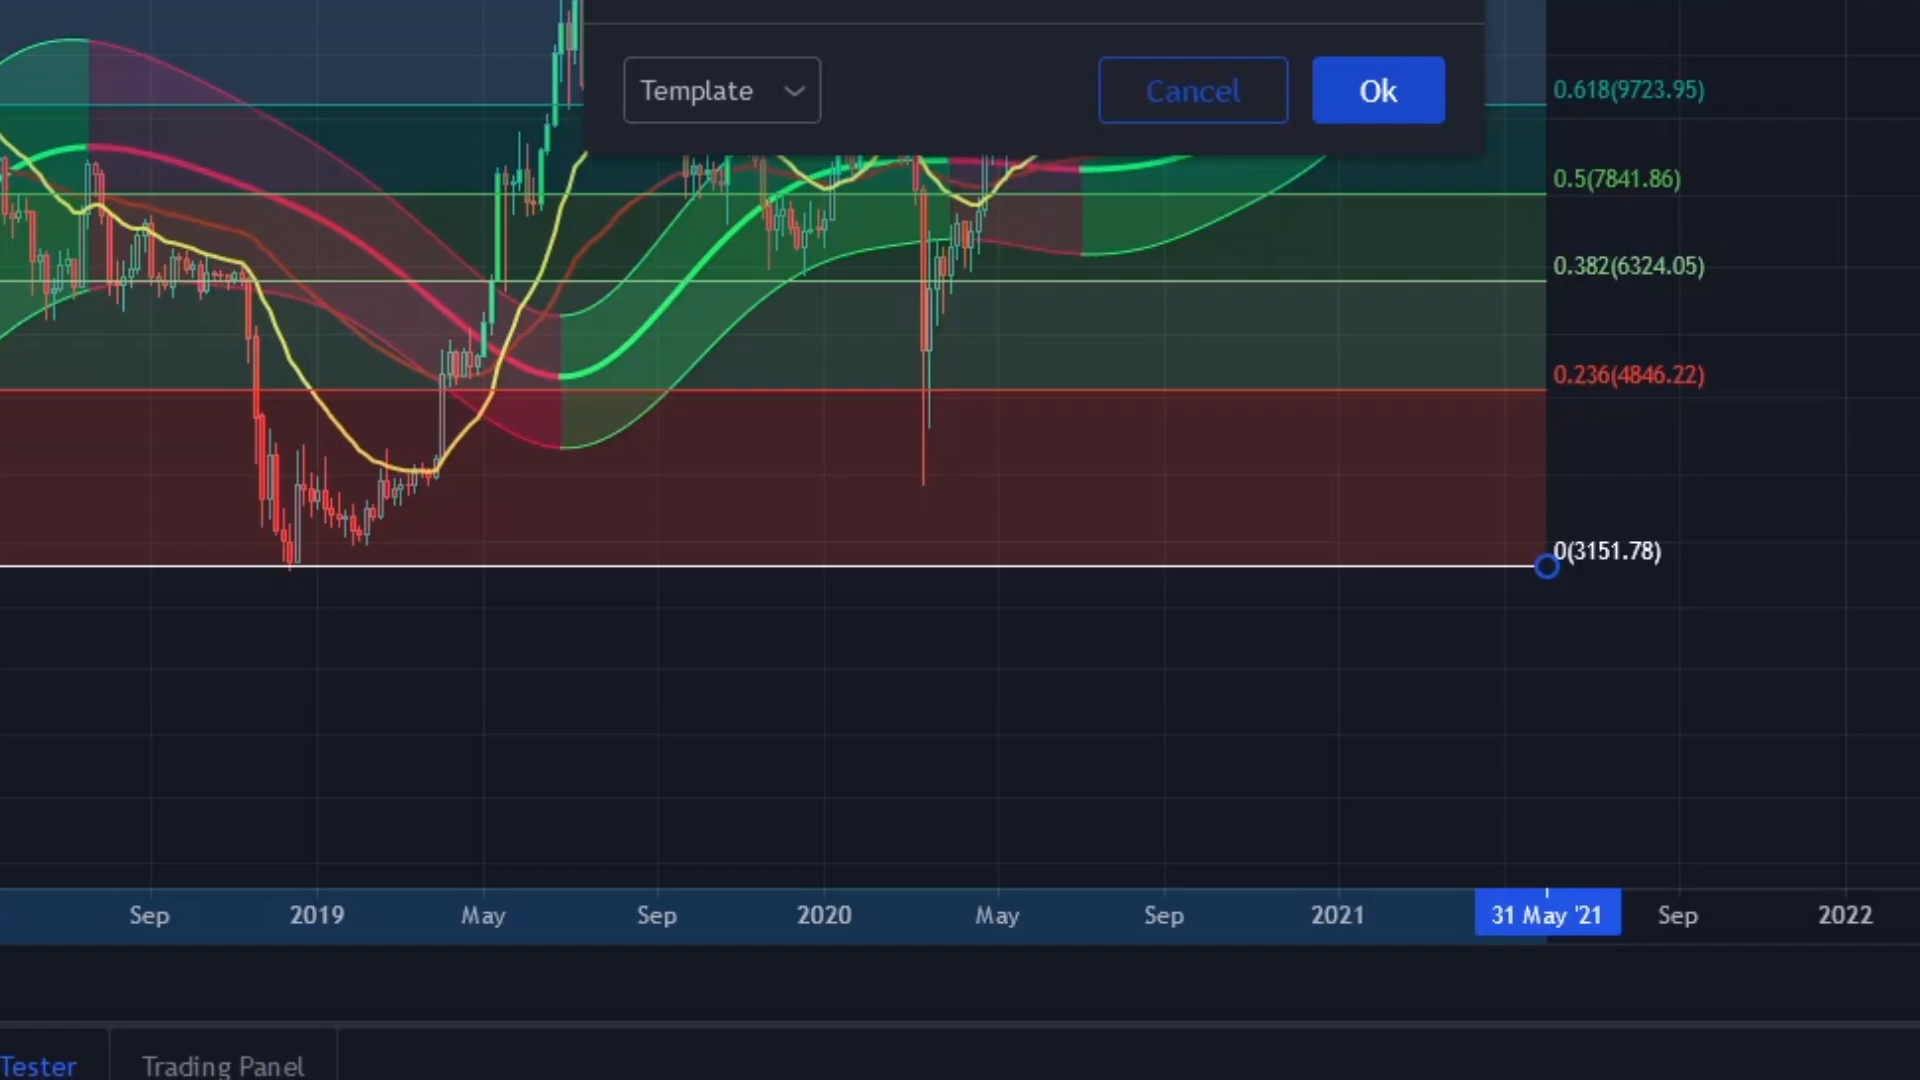 Template
Cancel
Ok
0.618(9723.95)
0.5(7841.86)
0.382(6324.05)
0.236(4846.22)
0(3151.78)
Sep 2019 May Sep 2020 May Sep 2021 31 May '21 Sep 2022
Tester Trading Panel